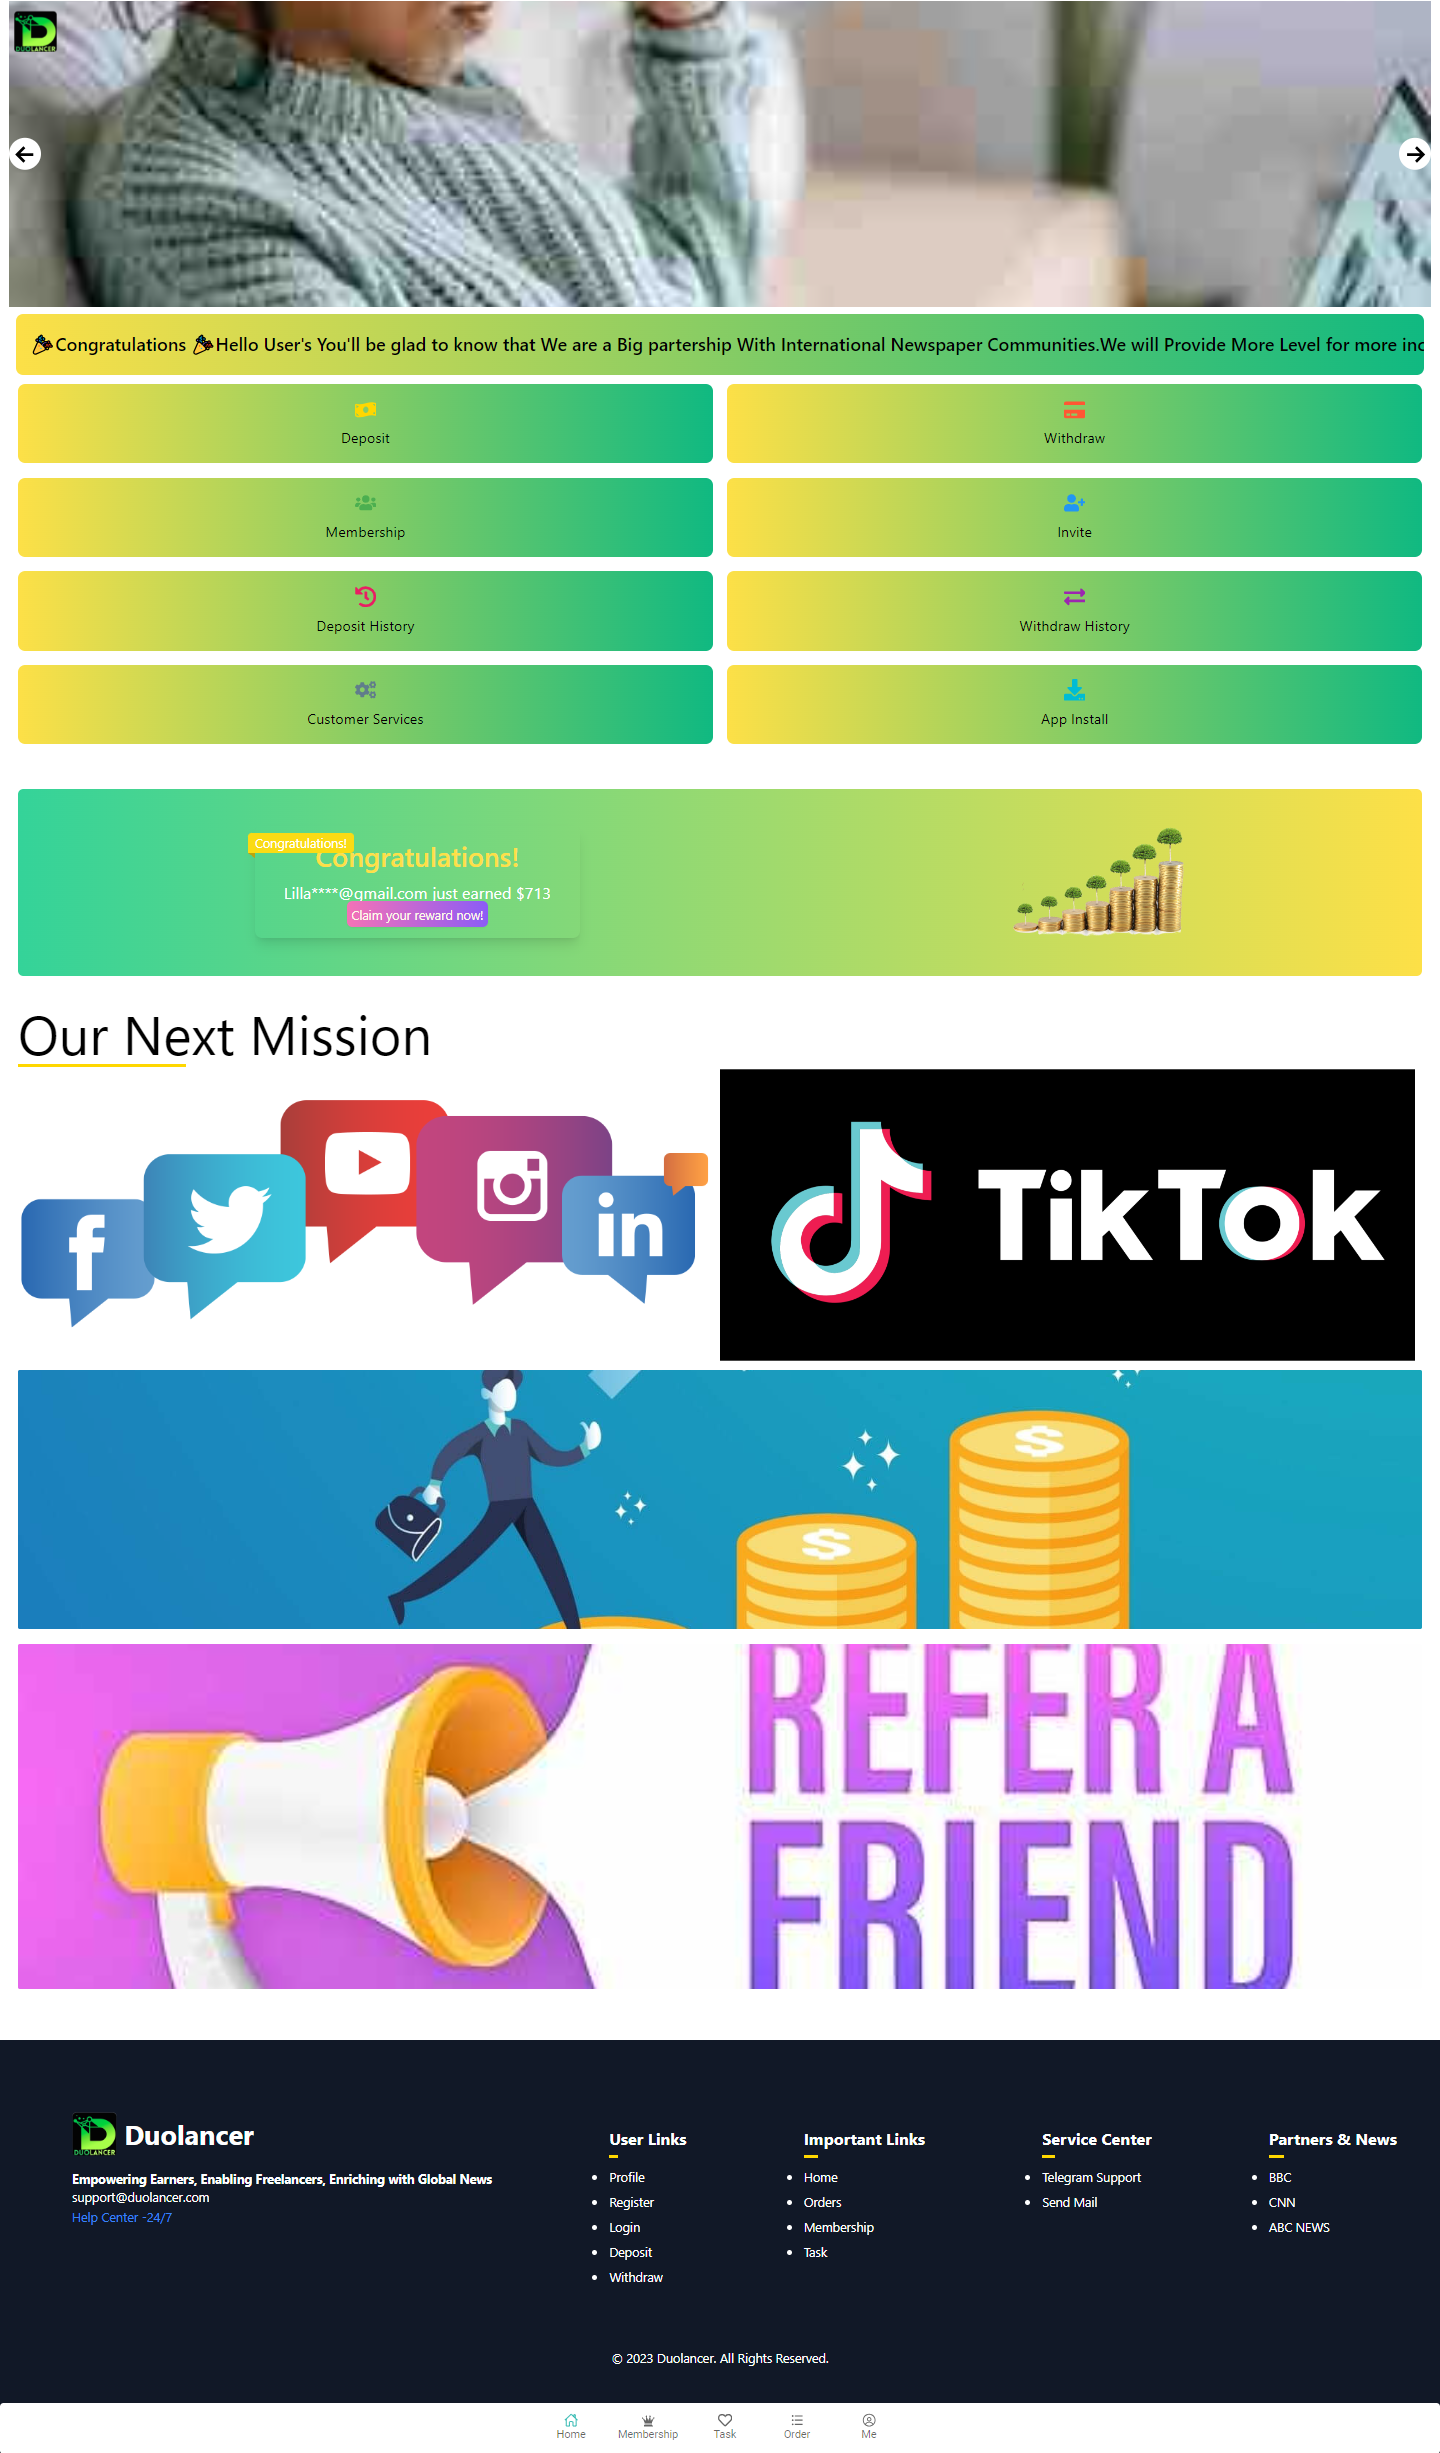 DUOLANCER
Congratulations Hello User's You'll be glad to know that We are a Big partership With International Newspaper Communities.We will Provide More Level for more inc
Deposit
Withdraw
Membership
Invite
Deposit History
Withdraw History
Customer Services
App Install
Congratulations!
Congratulations!
Lilla****@gmail.com just earned $713
Claim your reward now!
Our Next Mission
f
in
TikTok
$
$
REFER A
FRIEND
DUOLANCER
Duolancer
Empowering Earners, Enabling Freelancers, Enriching with Global News
support@duolancer.com
Help Center -24/7
User Links
Profile
Register
Login
Deposit
Withdraw
Important Links
Home
Orders
Membership
Task
Service Center
Telegram Support
Send Mail
Partners & News
BBC
CNN
ABC NEWS
© 2023 Duolancer. All Rights Reserved.
Home
Membership
Task
Order
Me